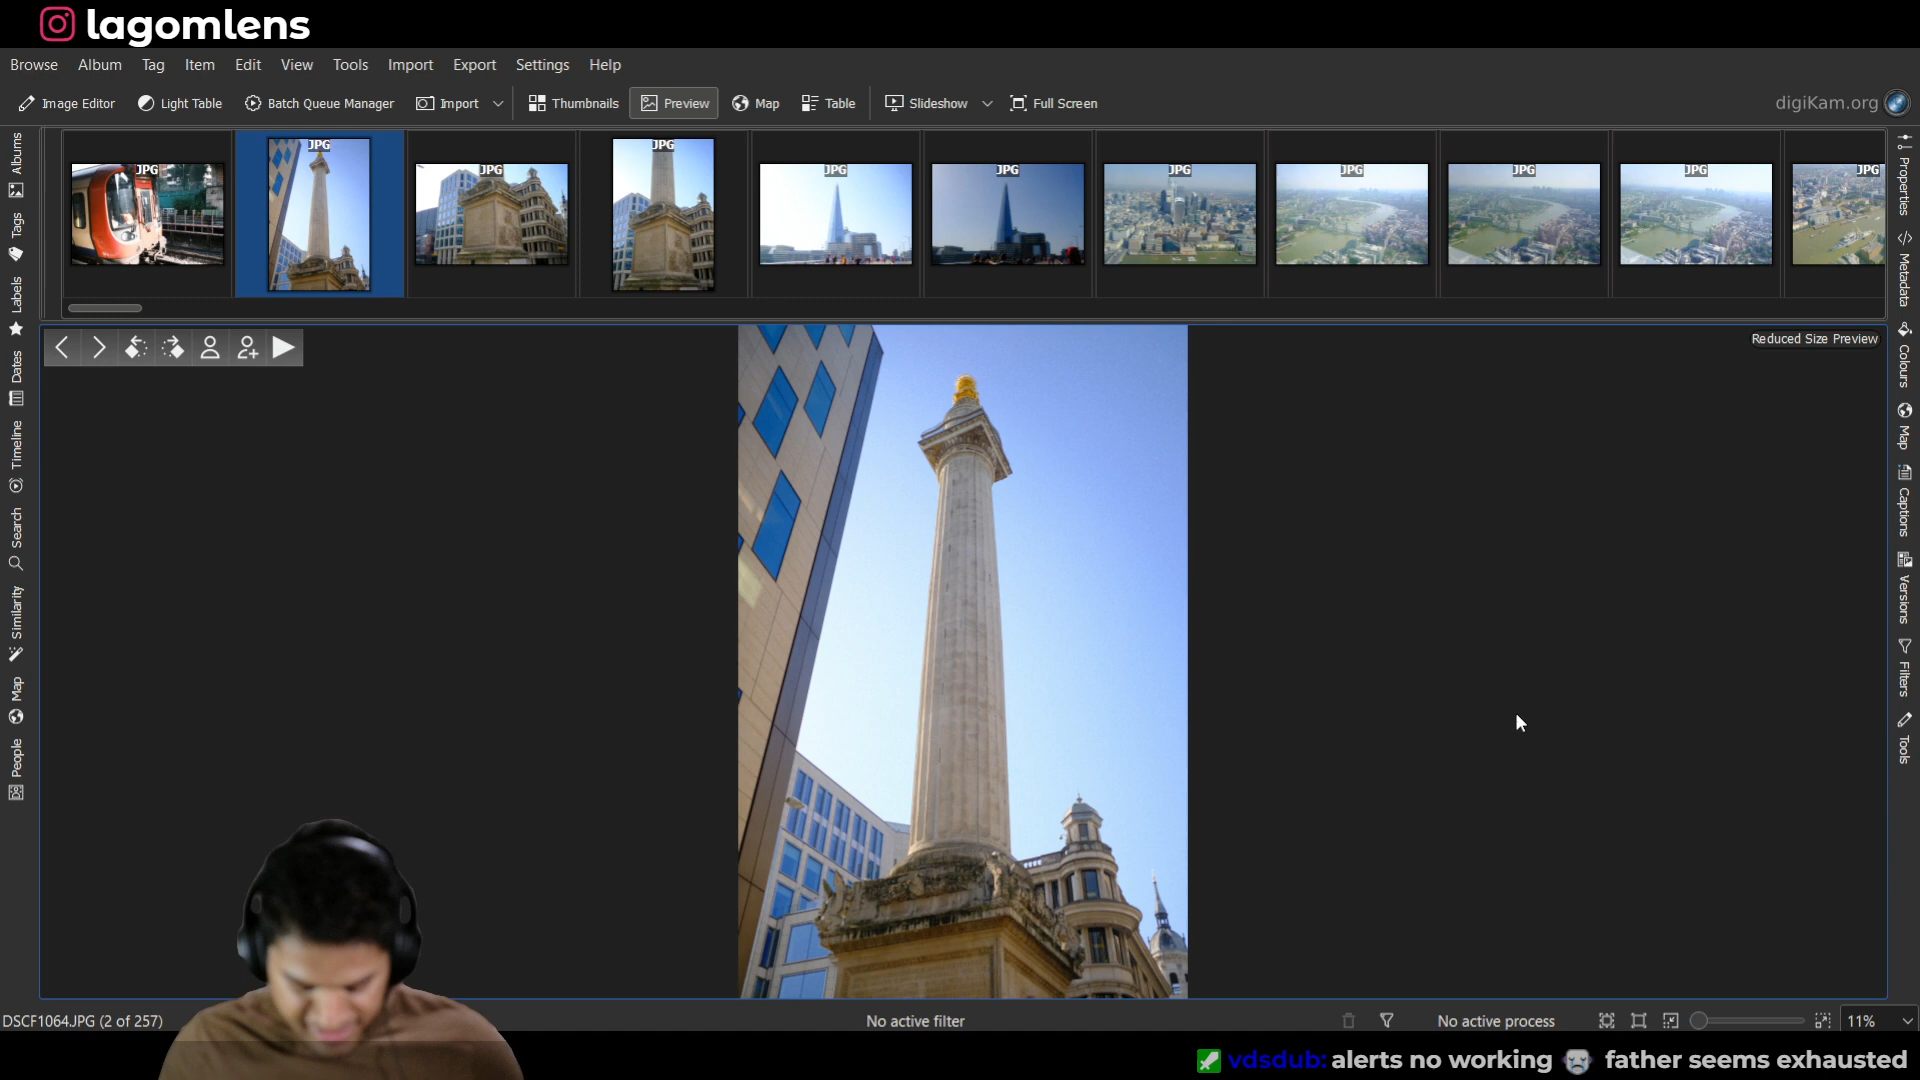 lagomlens
Browse Album Tag Item Edit View Tools Import Export Settings Help
Image Editor Light Table Batch Queue Manager Import Thumbnails Preview Map Table Slideshow Full Screen digiKam.org
JPG JPG JPG JPG JPG JPG JPG JPG JPG JPG JPG
Albums
Tags
Labels
Dates
Timeline
Search
Similarity
Map
People
Reduced Size Preview
Properties
Metadata
Colours
Map
Captions
Versions
Filters
Tools
DSCF1064.JPG (2 of 257) No active filter No active process 11%
vdsdub: alerts no working father seems exhausted